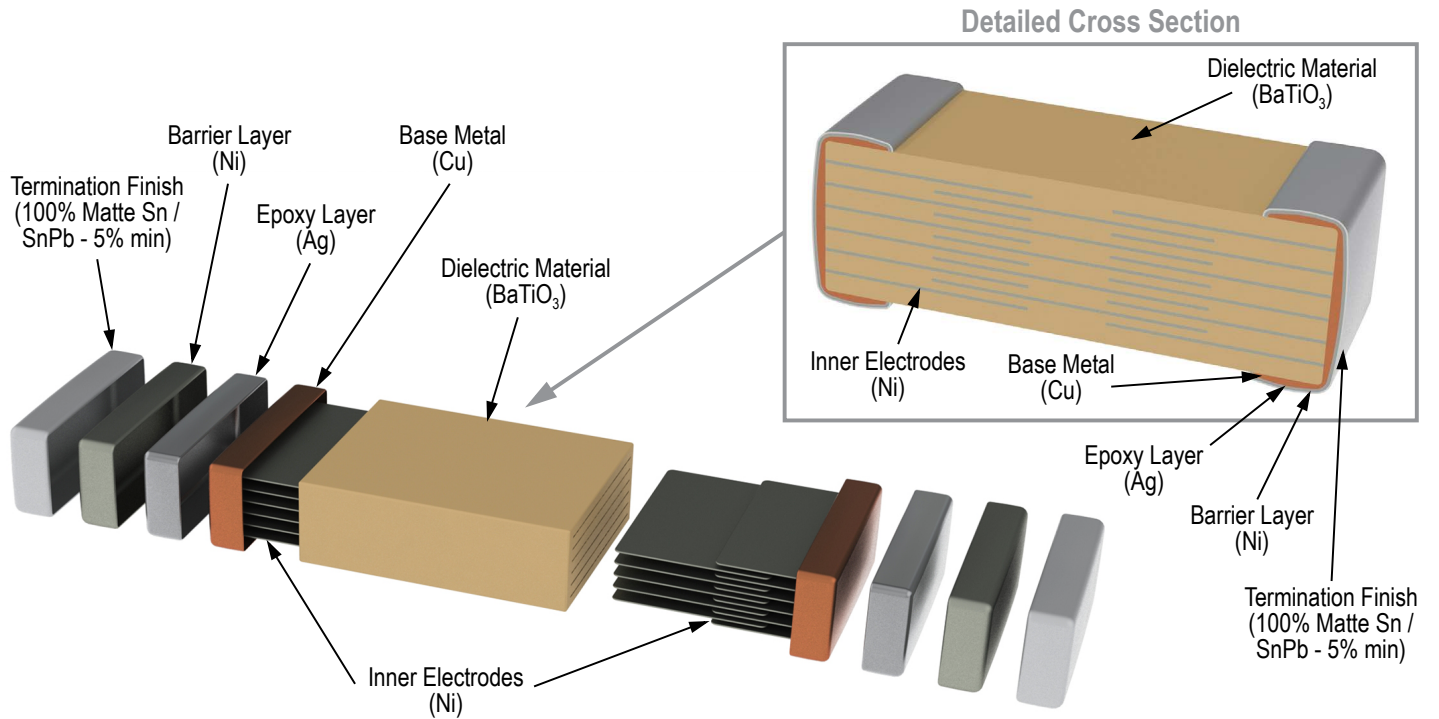 Detailed Cross Section
Dielectric Material
(BaTiO₃)
Inner Electrodes
(Ni)
Base Metal
(Cu)
Epoxy Layer
(Ag)
Barrier Layer
(Ni)
Termination Finish
(100% Matte Sn /
SnPb - 5% min)
Barrier Layer
(Ni)
Base Metal
(Cu)
Termination Finish
(100% Matte Sn /
SnPb - 5% min)
Epoxy Layer
(Ag)
Dielectric Material
(BaTiO₃)
Inner Electrodes
(Ni)